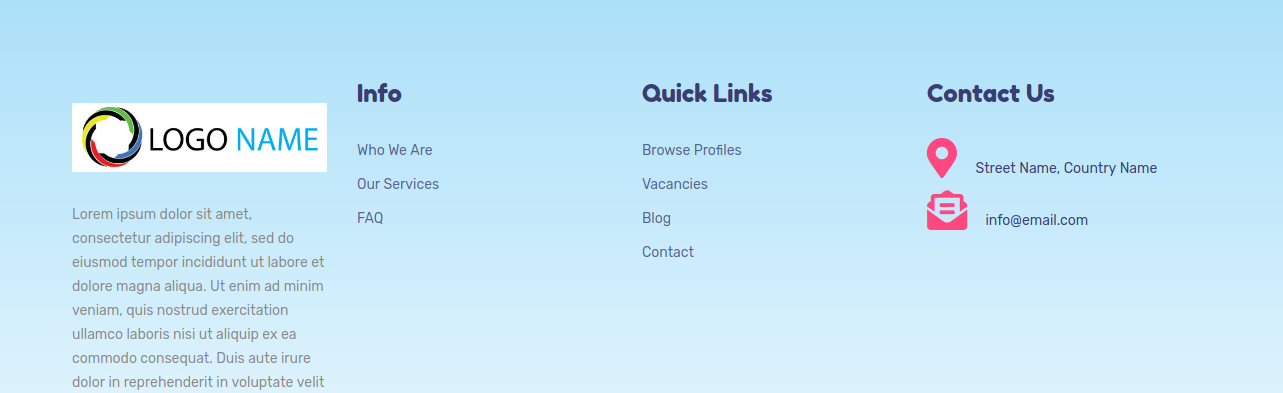 LOGO NAME
Lorem ipsum dolor sit amet,
consectetur adipiscing elit, sed do
eiusmod tempor incididunt ut labore et
dolore magna aliqua. Ut enim ad minim
veniam, quis nostrud exercitation
ullamco laboris nisi ut aliquip ex ea
commodo consequat. Duis aute irure
dolor in reprehenderit in voluptate velit
Info
Who We Are
Our Services
FAQ
Quick Links
Browse Profiles
Vacancies
Blog
Contact
Contact Us
Street Name, Country Name
info@email.com